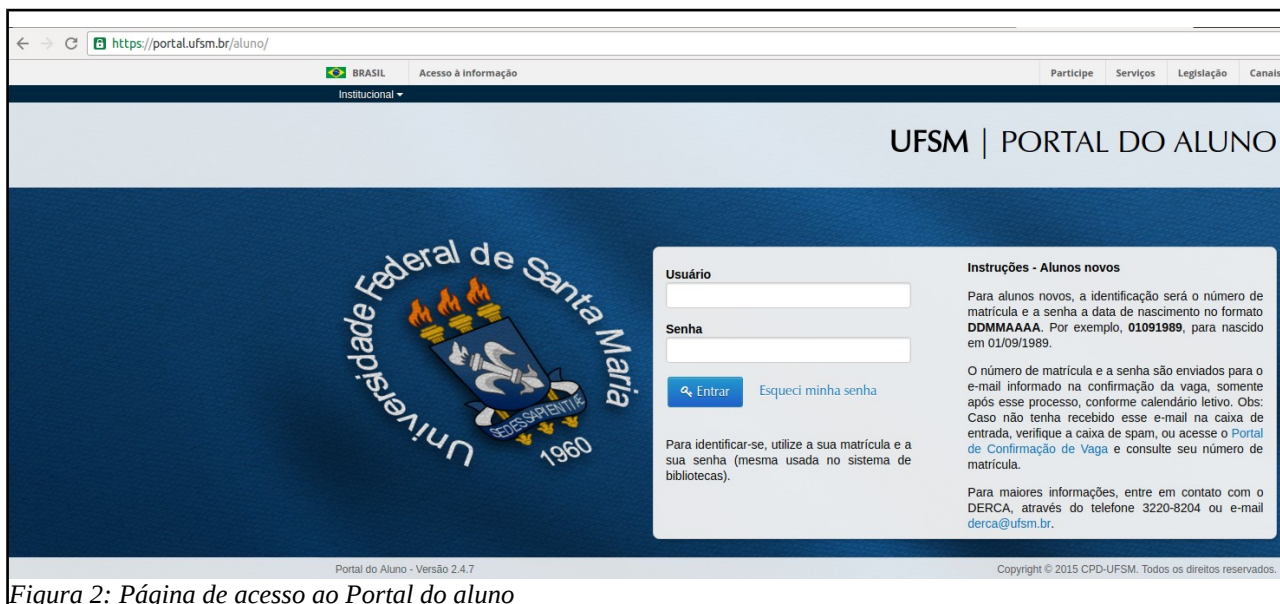 https://portal.ufsm.br/aluno/
BRASIL Acesso à informação Participe Serviços Legislação Canais
Institucional
UFSM | PORTAL DO ALUNO
Universidade Federal de Santa Maria
SEDES SAPIENTIÆ
1960
Usuário
Senha
Entrar Esqueci minha senha
Para identificar-se, utilize a sua matrícula e a
sua senha (mesma usada no sistema de
bibliotecas).
Instruções - Alunos novos
Para alunos novos, a identificação será o número de
matrícula e a senha a data de nascimento no formato
DDMMAAAA. Por exemplo, 01091989, para nascido
em 01/09/1989.
O número de matrícula e a senha são enviados para o
e-mail informado na confirmação da vaga, somente
após esse processo, conforme calendário letivo. Obs:
Caso não tenha recebido esse e-mail na caixa de
entrada, verifique a caixa de spam, ou acesse o Portal
de Confirmação de Vaga e consulte seu número de
matrícula.
Para maiores informações, entre em contato com o
DERCA, através do telefone 3220-8204 ou e-mail
derca@ufsm.br.
Portal do Aluno - Versão 2.4.7 Copyright © 2015 CPD-UFSM. Todos os direitos reservados.
Figura 2: Página de acesso ao Portal do aluno